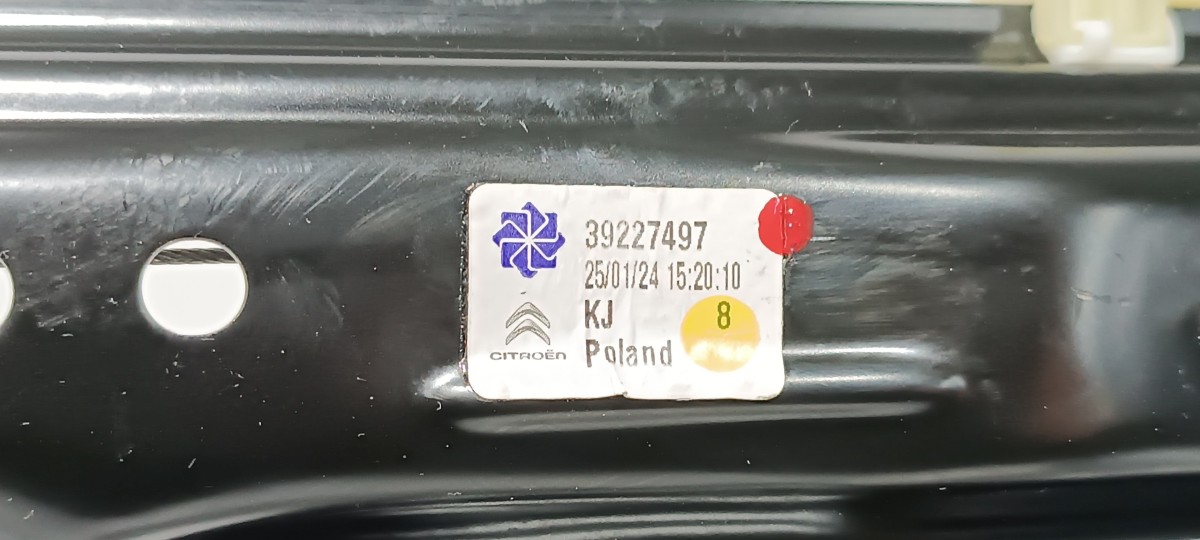 39227497
25/01/24 15:20:10
KJ 8
CITROËN
Poland